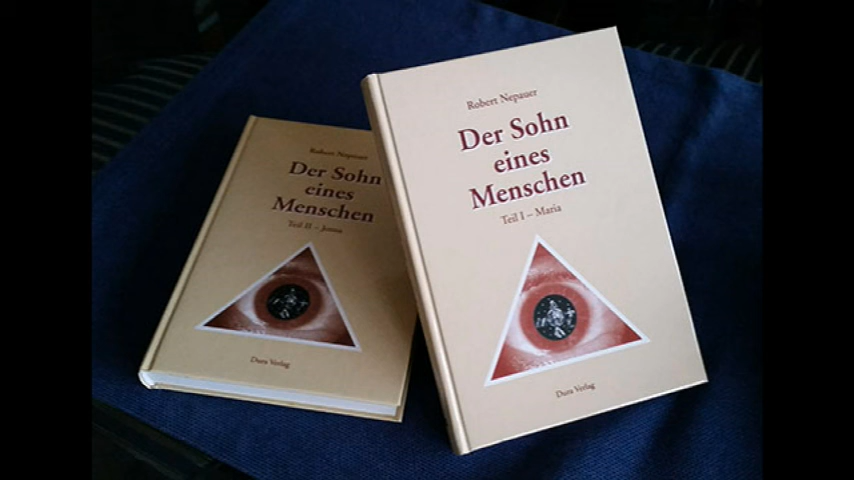 Robert Nepauer
Der Sohn
eines
Menschen
Teil II –
Dura Verlag
Robert Nepauer
Der Sohn
eines
Menschen
Teil I – Maria
Dura Verlag